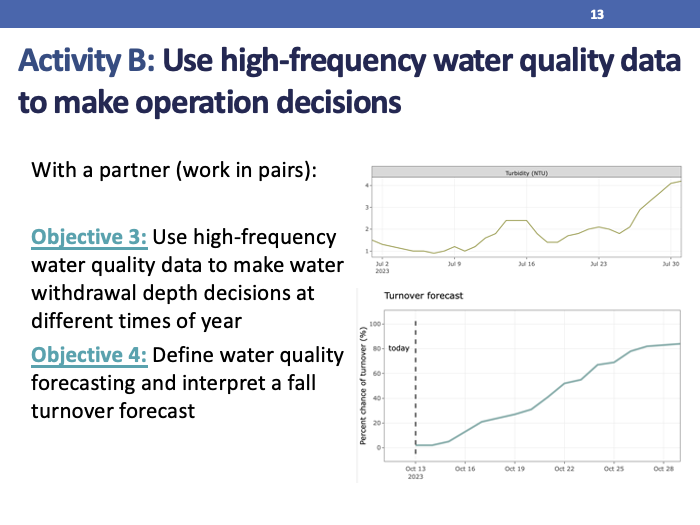 13
Activity B: Use high-frequency water quality data
to make operation decisions
With a partner (work in pairs):
Objective 3: Use high-frequency
water quality data to make water
withdrawal depth decisions at
different times of year
Objective 4: Define water quality
forecasting and interpret a fall
turnover forecast
Turbidity (NTU)
4
3
2
1
Jul 2
2023
Jul 9
Jul 16
Jul 23
Jul 30
Turnover forecast
Percent chance of turnover (%)
100
80
60
40
20
0
today
Oct 13
2023
Oct 16
Oct 19
Oct 22
Oct 25
Oct 28